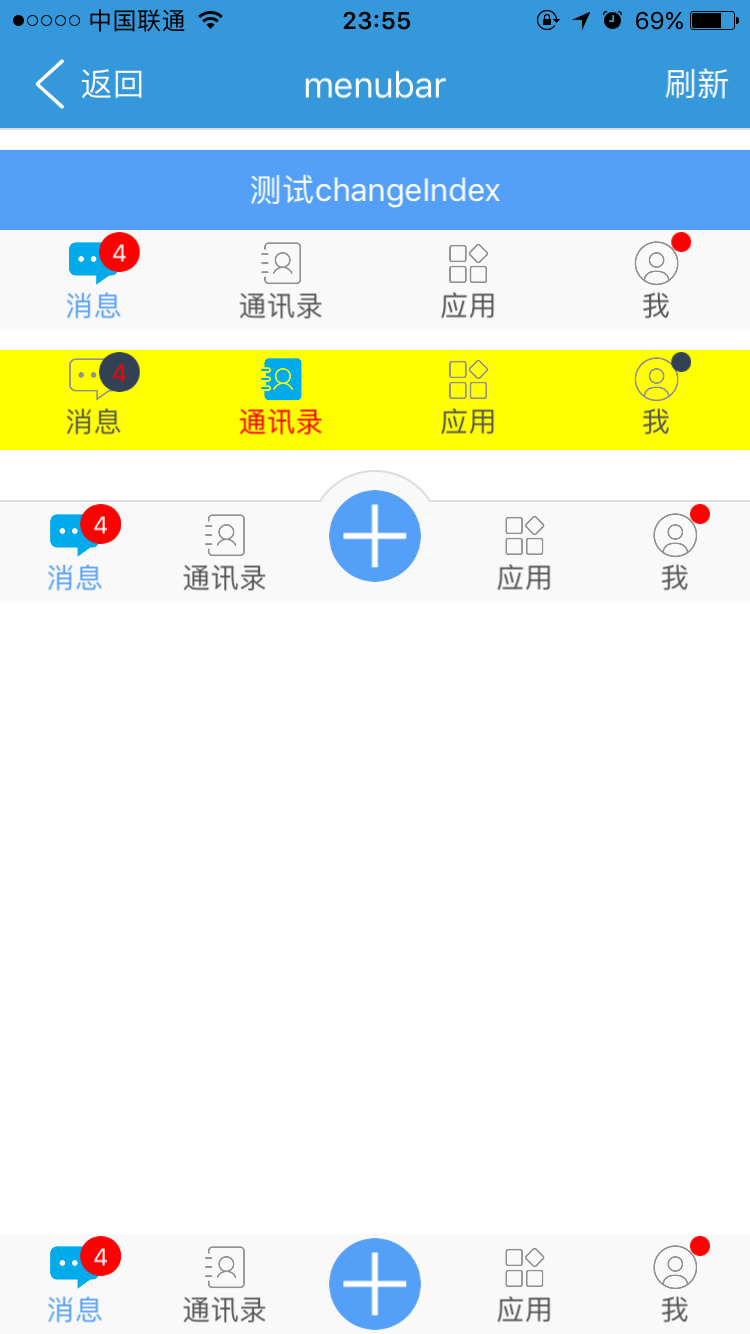 中国联通 23:55 69%
返回 menubar 刷新
测试changeIndex
4
消息 通讯录 应用 我
4
消息 通讯录 应用 我
4
消息 通讯录 应用 我
4
消息 通讯录 应用 我